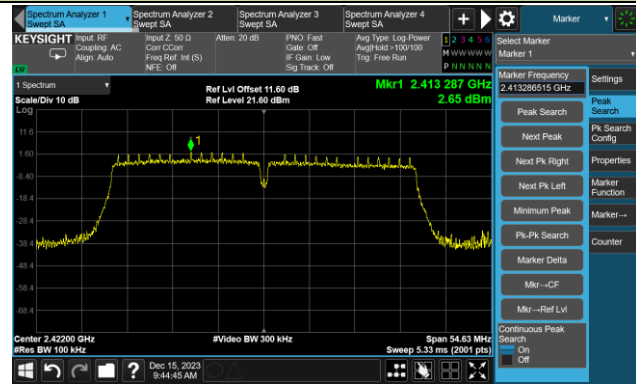 Spectrum Analyzer 1
Swept SA
Spectrum Analyzer 2
Swept SA
Spectrum Analyzer 3
Swept SA
Spectrum Analyzer 4
Swept SA
+
Marker
KEYSIGHT
Input: RF
Coupling: AC
Align: Auto
Input Z: 50 Ω
Corr CCorr
Freq Ref: Int (S)
NFE: Off
Atten: 20 dB
PNO: Fast
Gate: Off
IF Gain: Low
Sig Track: Off
Avg Type: Log-Power
Avg|Hold:>100/100
Trig: Free Run
1 2 3 4 5 6
M W W W W W
P N N N N N
Select Marker
Marker 1
1 Spectrum
Scale/Div 10 dB
Log
Ref Lvl Offset 11.60 dB
Ref Level 21.60 dBm
Mkr1 2.413 287 GHz
2.65 dBm
11.6
1.60
-8.40
-18.4
-28.4
-38.4
-48.4
-58.4
-68.4
1
Center 2.42200 GHz
#Res BW 100 kHz
#Video BW 300 kHz
Span 54.63 MHz
Sweep 5.33 ms (2001 pts)
Marker Frequency
2.413286515 GHz
Peak Search
Next Peak
Next Pk Right
Next Pk Left
Minimum Peak
Pk-Pk Search
Marker Delta
Mkr→CF
Mkr→Ref Lvl
Continuous Peak
Search
On
Off
Settings
Peak
Search
Pk Search
Config
Properties
Marker
Function
Marker→
Counter
?
Dec 15, 2023
9:44:45 AM